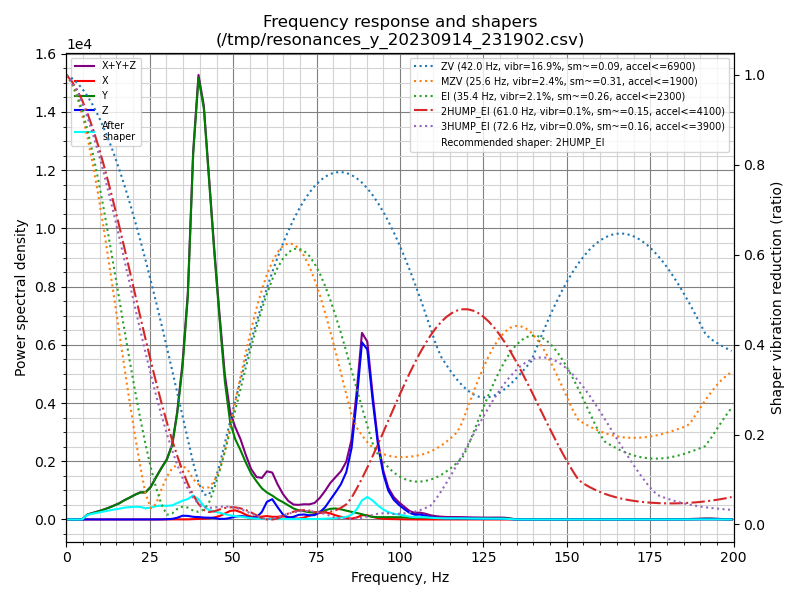 Frequency response and shapers
(/tmp/resonances_y_20230914_231902.csv)
1e4
X+Y+Z
X
Y
Z
After
shaper
ZV (42.0 Hz, vibr=16.9%, sm~=0.09, accel<=6900)
MZV (25.6 Hz, vibr=2.4%, sm~=0.31, accel<=1900)
EI (35.4 Hz, vibr=2.1%, sm~=0.26, accel<=2300)
2HUMP_EI (61.0 Hz, vibr=0.1%, sm~=0.15, accel<=4100)
3HUMP_EI (72.6 Hz, vibr=0.0%, sm~=0.16, accel<=3900)
Recommended shaper: 2HUMP_EI
Power spectral density
1.6
1.4
1.2
1.0
0.8
0.6
0.4
0.2
0.0
1.0
0.8
0.6
0.4
0.2
0.0
Shaper vibration reduction (ratio)
0 25 50 75 100 125 150 175 200
Frequency, Hz